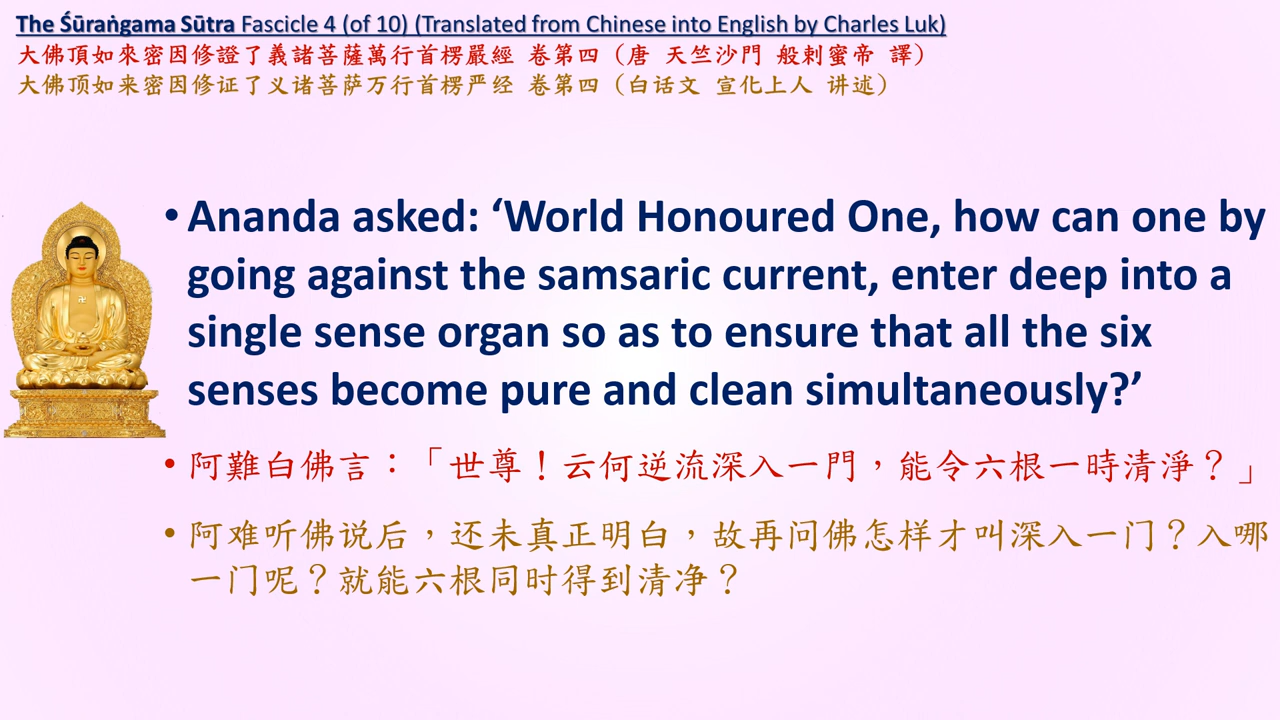 The Śūraṅgama Sūtra Fascicle 4 (of 10) (Translated from Chinese into English by Charles Luk)
大佛頂如來密因修證了義諸菩薩萬行首楞嚴經 卷第四（唐 天竺沙門 般剌蜜帝 譯）
大佛顶如来密因修证了义诸菩萨万行首楞严经 卷第四（白话文 宣化上人 讲述）
• Ananda asked: ‘World Honoured One, how can one by
going against the samsaric current, enter deep into a
single sense organ so as to ensure that all the six
senses become pure and clean simultaneously?’
• 阿難白佛言：「世尊！云何逆流深入一門，能令六根一時清淨？」
• 阿难听佛说后，还未真正明白，故再问佛怎样才叫深入一门？入哪
一门呢？就能六根同时得到清净？